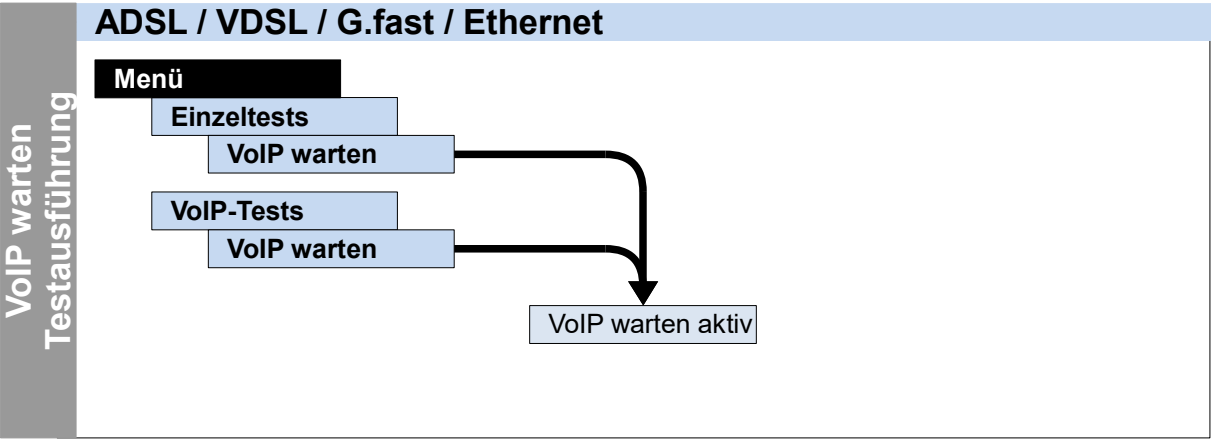 ADSL / VDSL / G.fast / Ethernet
VoIP warten
Testausführung
Menü
Einzeltests
VoIP warten
VoIP-Tests
VoIP warten
VoIP warten aktiv